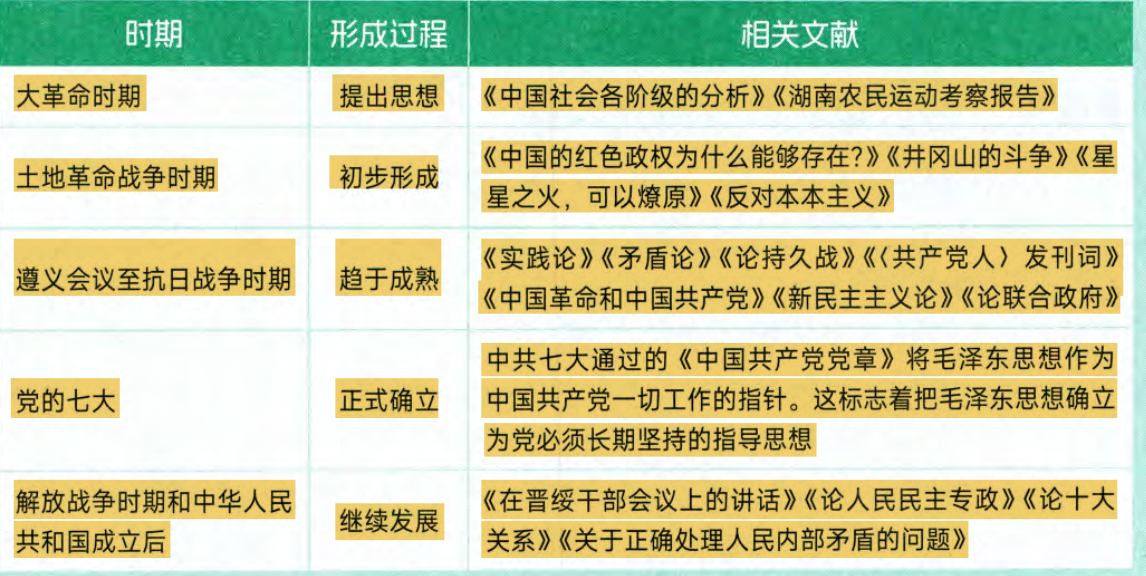 时期 形成过程 相关文献
大革命时期 提出思想 《中国社会各阶级的分析》《湖南农民运动考察报告》
土地革命战争时期 初步形成 《中国的红色政权为什么能够存在?》《井冈山的斗争》《星
星之火，可以燎原》《反对本本主义》
遵义会议至抗日战争时期 趋于成熟 《实践论》《矛盾论》《论持久战》《〈共产党人〉发刊词》
《中国革命和中国共产党》《新民主主义论》《论联合政府》
党的七大 正式确立 中共七大通过的《中国共产党党章》将毛泽东思想作为
中国共产党一切工作的指针。这标志着把毛泽东思想确立
为党必须长期坚持的指导思想
解放战争时期和中华人民
共和国成立后 继续发展 《在晋绥干部会议上的讲话》《论人民民主专政》《论十大
关系》《关于正确处理人民内部矛盾的问题》